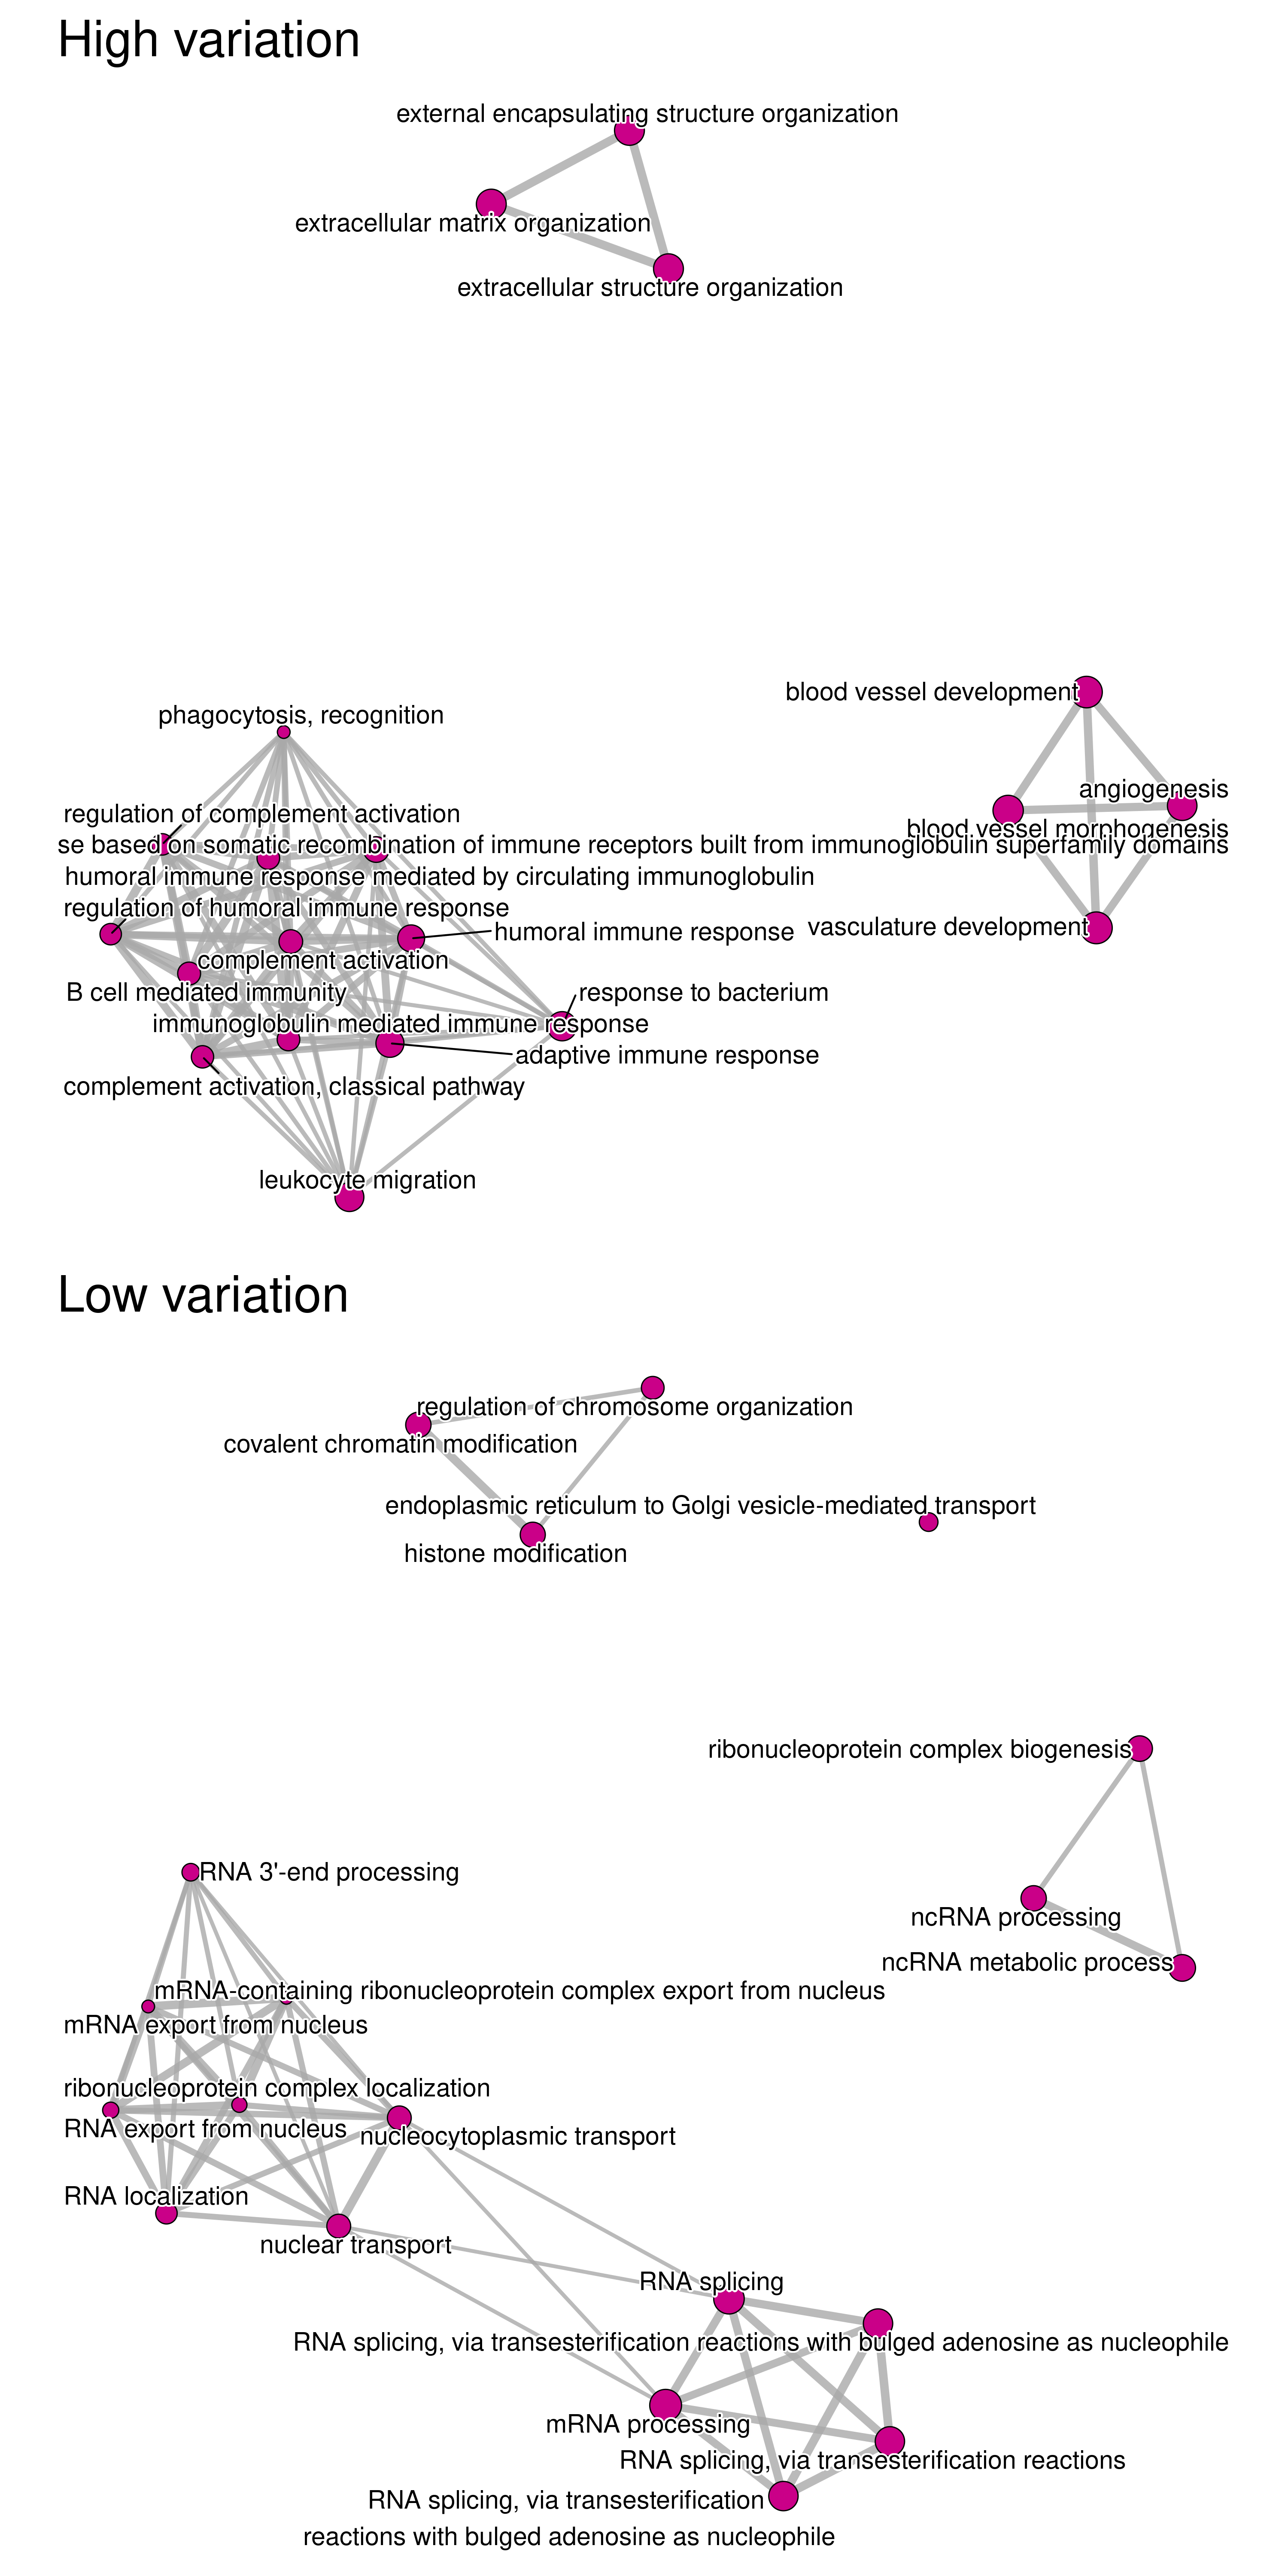 High variation
external encapsulating structure organization
extracellular matrix organization
extracellular structure organization
blood vessel development
phagocytosis, recognition
angiogenesis
regulation of complement activation
blood vessel morphogenesis
se based on somatic recombination of immune receptors built from immunoglobulin superfamily domains
humoral immune response mediated by circulating immunoglobulin
regulation of humoral immune response
humoral immune response
vasculature development
complement activation
B cell mediated immunity
response to bacterium
immunoglobulin mediated immune response
adaptive immune response
complement activation, classical pathway
leukocyte migration
Low variation
regulation of chromosome organization
covalent chromatin modification
endoplasmic reticulum to Golgi vesicle-mediated transport
histone modification
ribonucleoprotein complex biogenesis
RNA 3'-end processing
ncRNA processing
ncRNA metabolic process
mRNA-containing ribonucleoprotein complex export from nucleus
mRNA export from nucleus
ribonucleoprotein complex localization
RNA export from nucleus
nucleocytoplasmic transport
RNA localization
nuclear transport
RNA splicing
RNA splicing, via transesterification reactions with bulged adenosine as nucleophile
mRNA processing
RNA splicing, via transesterification reactions
RNA splicing, via transesterification
reactions with bulged adenosine as nucleophile